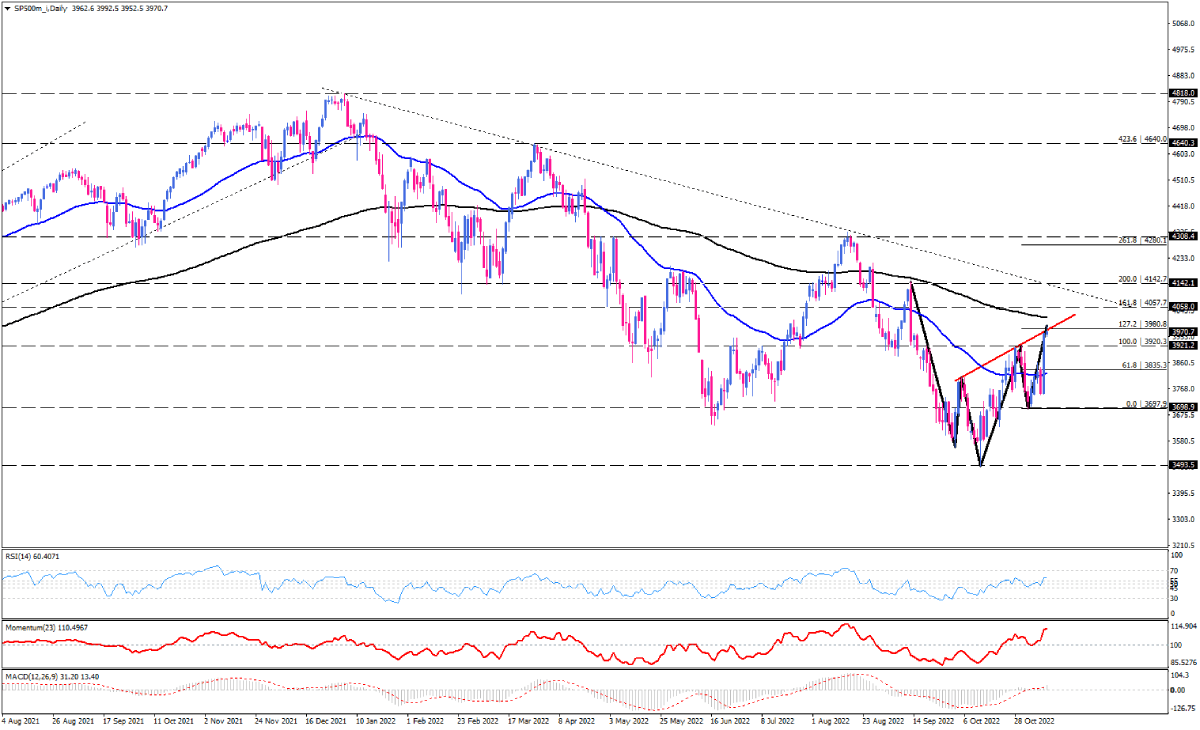 SP500m_i,Daily 3962.6 3992.5 3952.5 3970.7
5068.0
4975.5
4883.0
4818.0
4790.5
4698.0
423.6 | 4640.0
4640.3
4603.0
4510.5
4418.0
4308.4
261.8 | 4280.1
4233.0
200.0 | 4142.7
4142.1
161.8 | 4057.7
4058.0
127.2 | 3980.8
3970.7
100.0 | 3920.3
3921.2
3860.5
61.8 | 3835.3
3768.0
0.0 | 3697.9
3698.9
3675.5
3580.5
3493.5
3395.5
3303.0
3210.5
RSI(14) 60.4071
100
70
55
50
45
30
0
Momentum(23) 110.4967
114.904
100
85.5276
MACD(12,26,9) 31.20 13.40
104.3
0.00
-126.75
4 Aug 2021 26 Aug 2021 17 Sep 2021 11 Oct 2021 2 Nov 2021 24 Nov 2021 16 Dec 2021 10 Jan 2022 1 Feb 2022 23 Feb 2022 17 Mar 2022 8 Apr 2022 3 May 2022 25 May 2022 16 Jun 2022 8 Jul 2022 1 Aug 2022 23 Aug 2022 14 Sep 2022 6 Oct 2022 28 Oct 2022